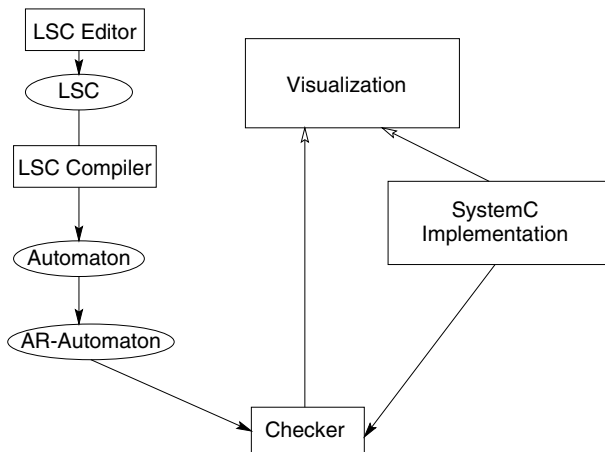 LSC Editor
LSC
LSC Compiler
Automaton
AR-Automaton
Visualization
SystemC
Implementation
Checker